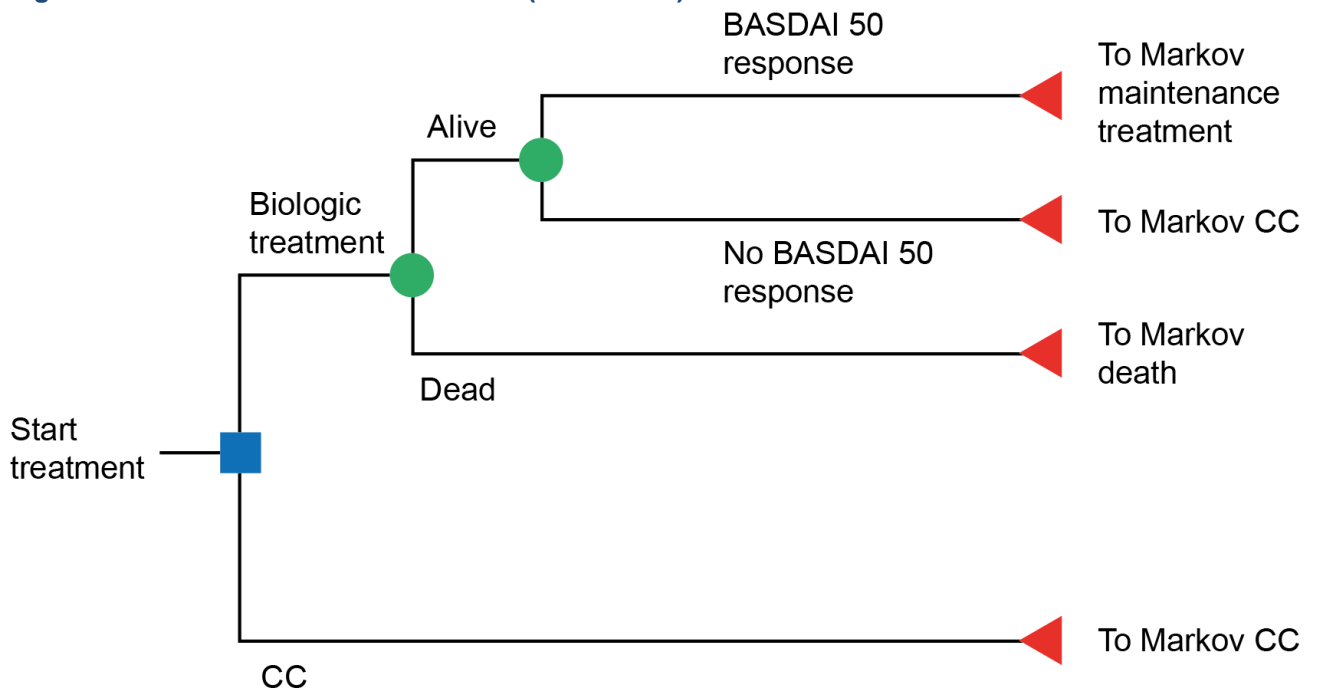 BASDAI 50
response
To Markov
maintenance
treatment
Alive
Biologic
treatment
To Markov CC
No BASDAI 50
response
To Markov
death
Dead
Start
treatment
To Markov CC
CC